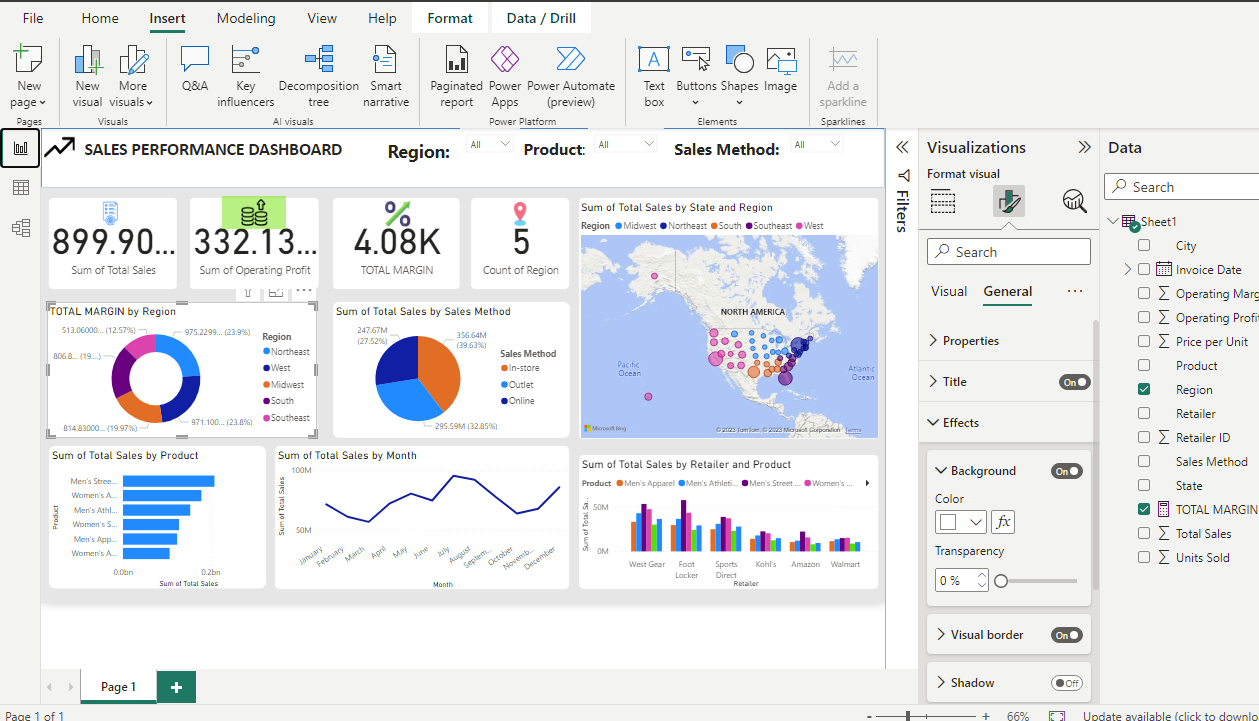 File Home Insert Modeling View Help Format Data / Drill
New page
New visual
More visuals
Q&A
Key influencers
Decomposition tree
Smart narrative
Paginated report
Power Apps
Power Automate (preview)
Text box
Buttons
Shapes
Image
Add a sparkline
Pages Visuals AI visuals Power Platform Elements Sparklines
SALES PERFORMANCE DASHBOARD
Region: All
Product: All
Sales Method: All
899.90...
Sum of Total Sales
332.13...
Sum of Operating Profit
4.08K
TOTAL MARGIN
5
Count of Region
Sum of Total Sales by State and Region
Region Midwest Northeast South Southeast West
NORTH AMERICA
Pacific Ocean
Atlantic Ocean
Microsoft Bing
© 2023 TomTom, © 2023 Microsoft Corporation Terms
TOTAL MARGIN by Region
513.06000... (12.57%)
975.2299... (23.9%)
806.8... (19....)
814.83000... (19.97%)
971.100... (23.8%)
Region
Northeast
West
Midwest
South
Southeast
Sum of Total Sales by Sales Method
247.67M (27.52%)
356.64M (39.63%)
295.59M (32.85%)
Sales Method
In-store
Outlet
Online
Sum of Total Sales by Product
Product
Men's Stree...
Women's A...
Men's Athl...
Women's S...
Men's App...
Women's A...
0.0bn 0.2bn
Sum of Total Sales
Sum of Total Sales by Month
Sum of Total Sales
100M
50M
January February March April May June July August Septem... October Novemb... December
Month
Sum of Total Sales by Retailer and Product
Product Men's Apparel Men's Athleti... Men's Street ... Women's ...
Sum of Total Sa...
50M
0M
West Gear
Foot Locker
Sports Direct
Kohl's
Amazon
Walmart
Retailer
Filters
Visualizations
Format visual
Search
Visual General ...
Properties
Title On
Effects
Background On
Color
fx
Transparency
0 %
Visual border On
Shadow Off
Data
Search
Sheet1
City
Invoice Date
Operating Marg
Operating Profi
Price per Unit
Product
Region
Retailer
Retailer ID
Sales Method
State
TOTAL MARGIN
Total Sales
Units Sold
Page 1
Page 1 of 1
- + 66%
Update available (click to downlo